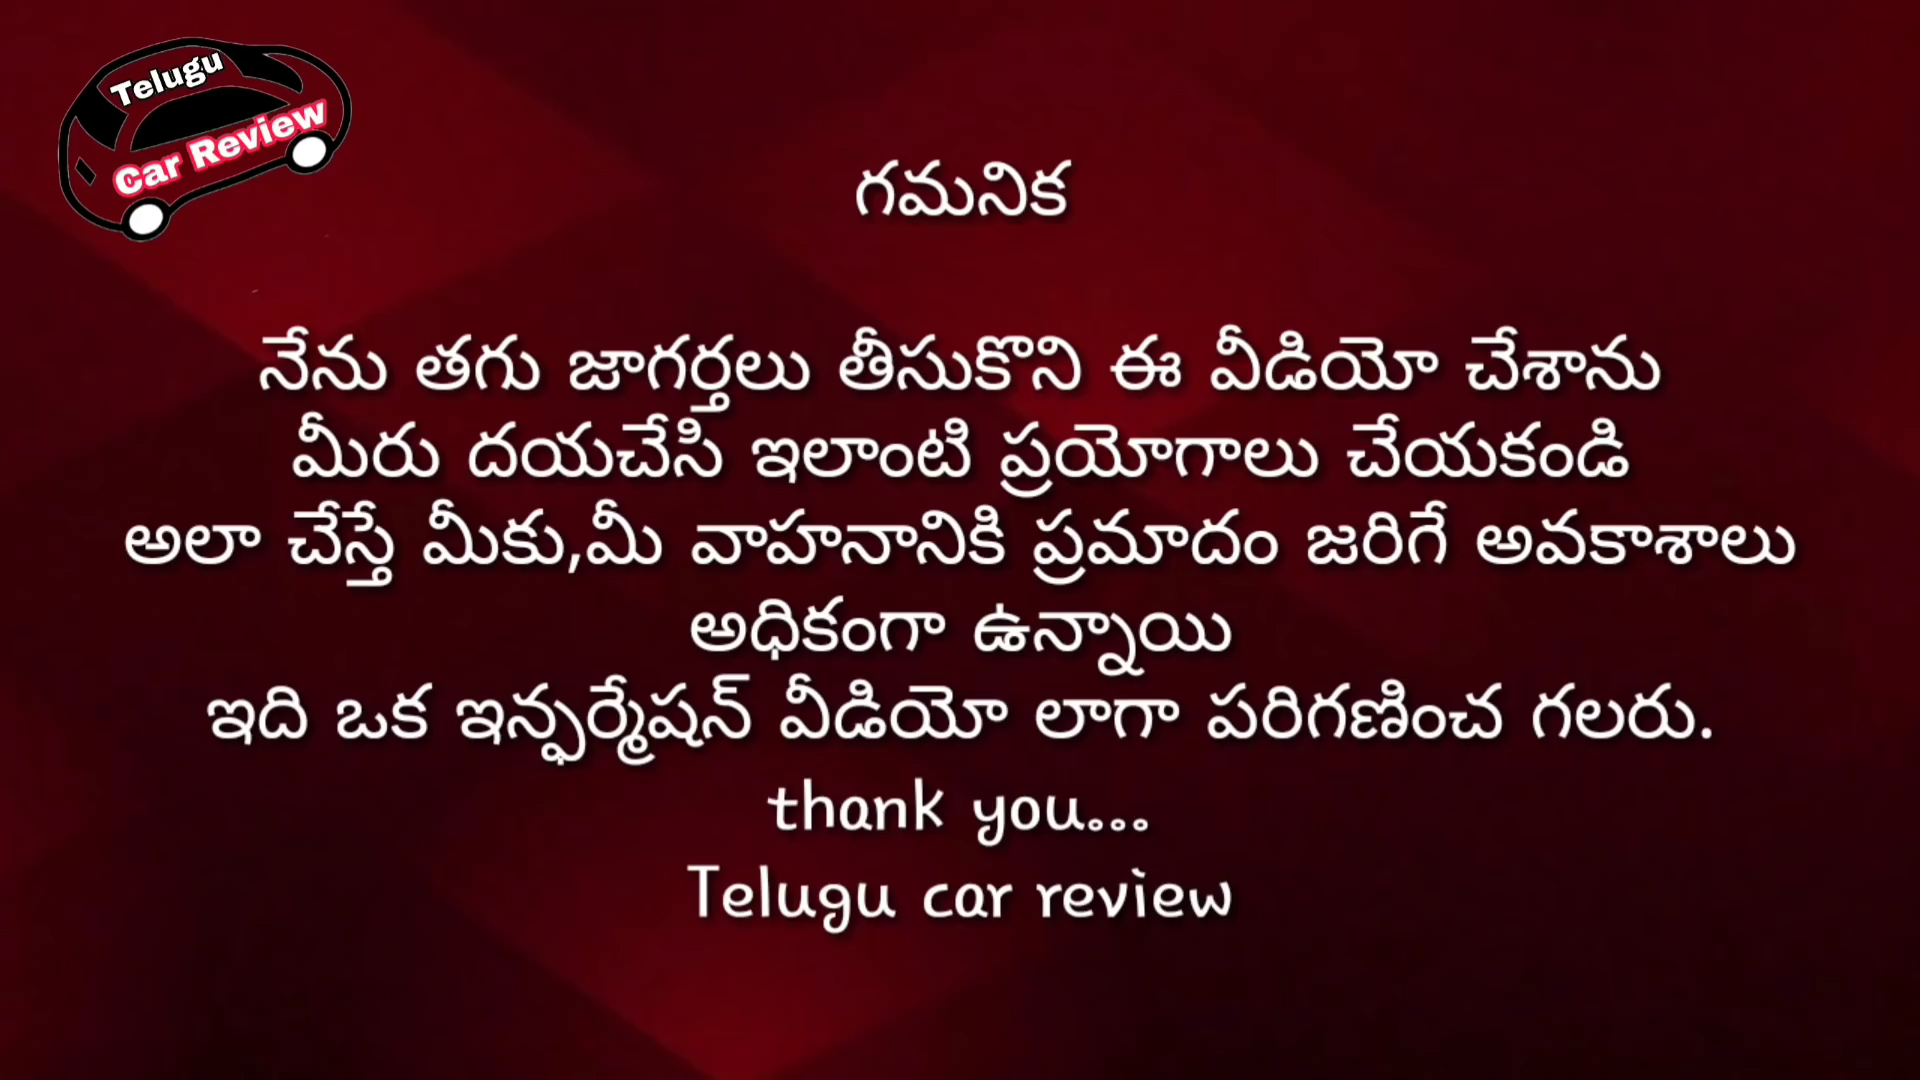 Telugu
Car Review
గమనిక
నేను తగు జాగర్తలు తీసుకొని ఈ వీడియో చేశాను
మీరు దయచేసి ఇలాంటి ప్రయోగాలు చేయకండి
అలా చేస్తే మీకు,మీ వాహనానికి ప్రమాదం జరిగే అవకాశాలు
అధికంగా ఉన్నాయి
ఇది ఒక ఇన్ఫర్మేషన్ వీడియో లాగా పరిగణించ గలరు.
thank you...
Telugu car review